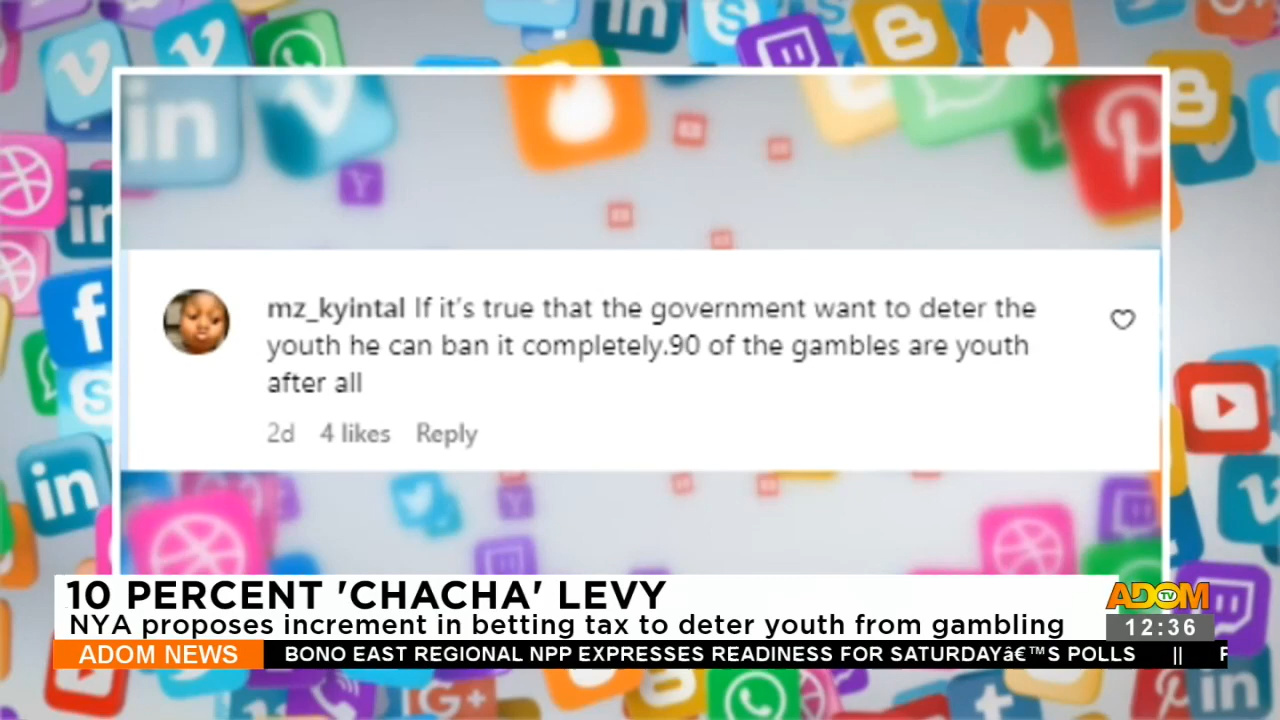 mz_kyintal If it's true that the government want to deter the
youth he can ban it completely.90 of the gambles are youth
after all
2d 4 likes Reply
10 PERCENT 'CHACHA' LEVY
NYA proposes increment in betting tax to deter youth from gambling
ADOM TV
12:36
ADOM NEWS
BONO EAST REGIONAL NPP EXPRESSES READINESS FOR SATURDAYâ€™S POLLS || F